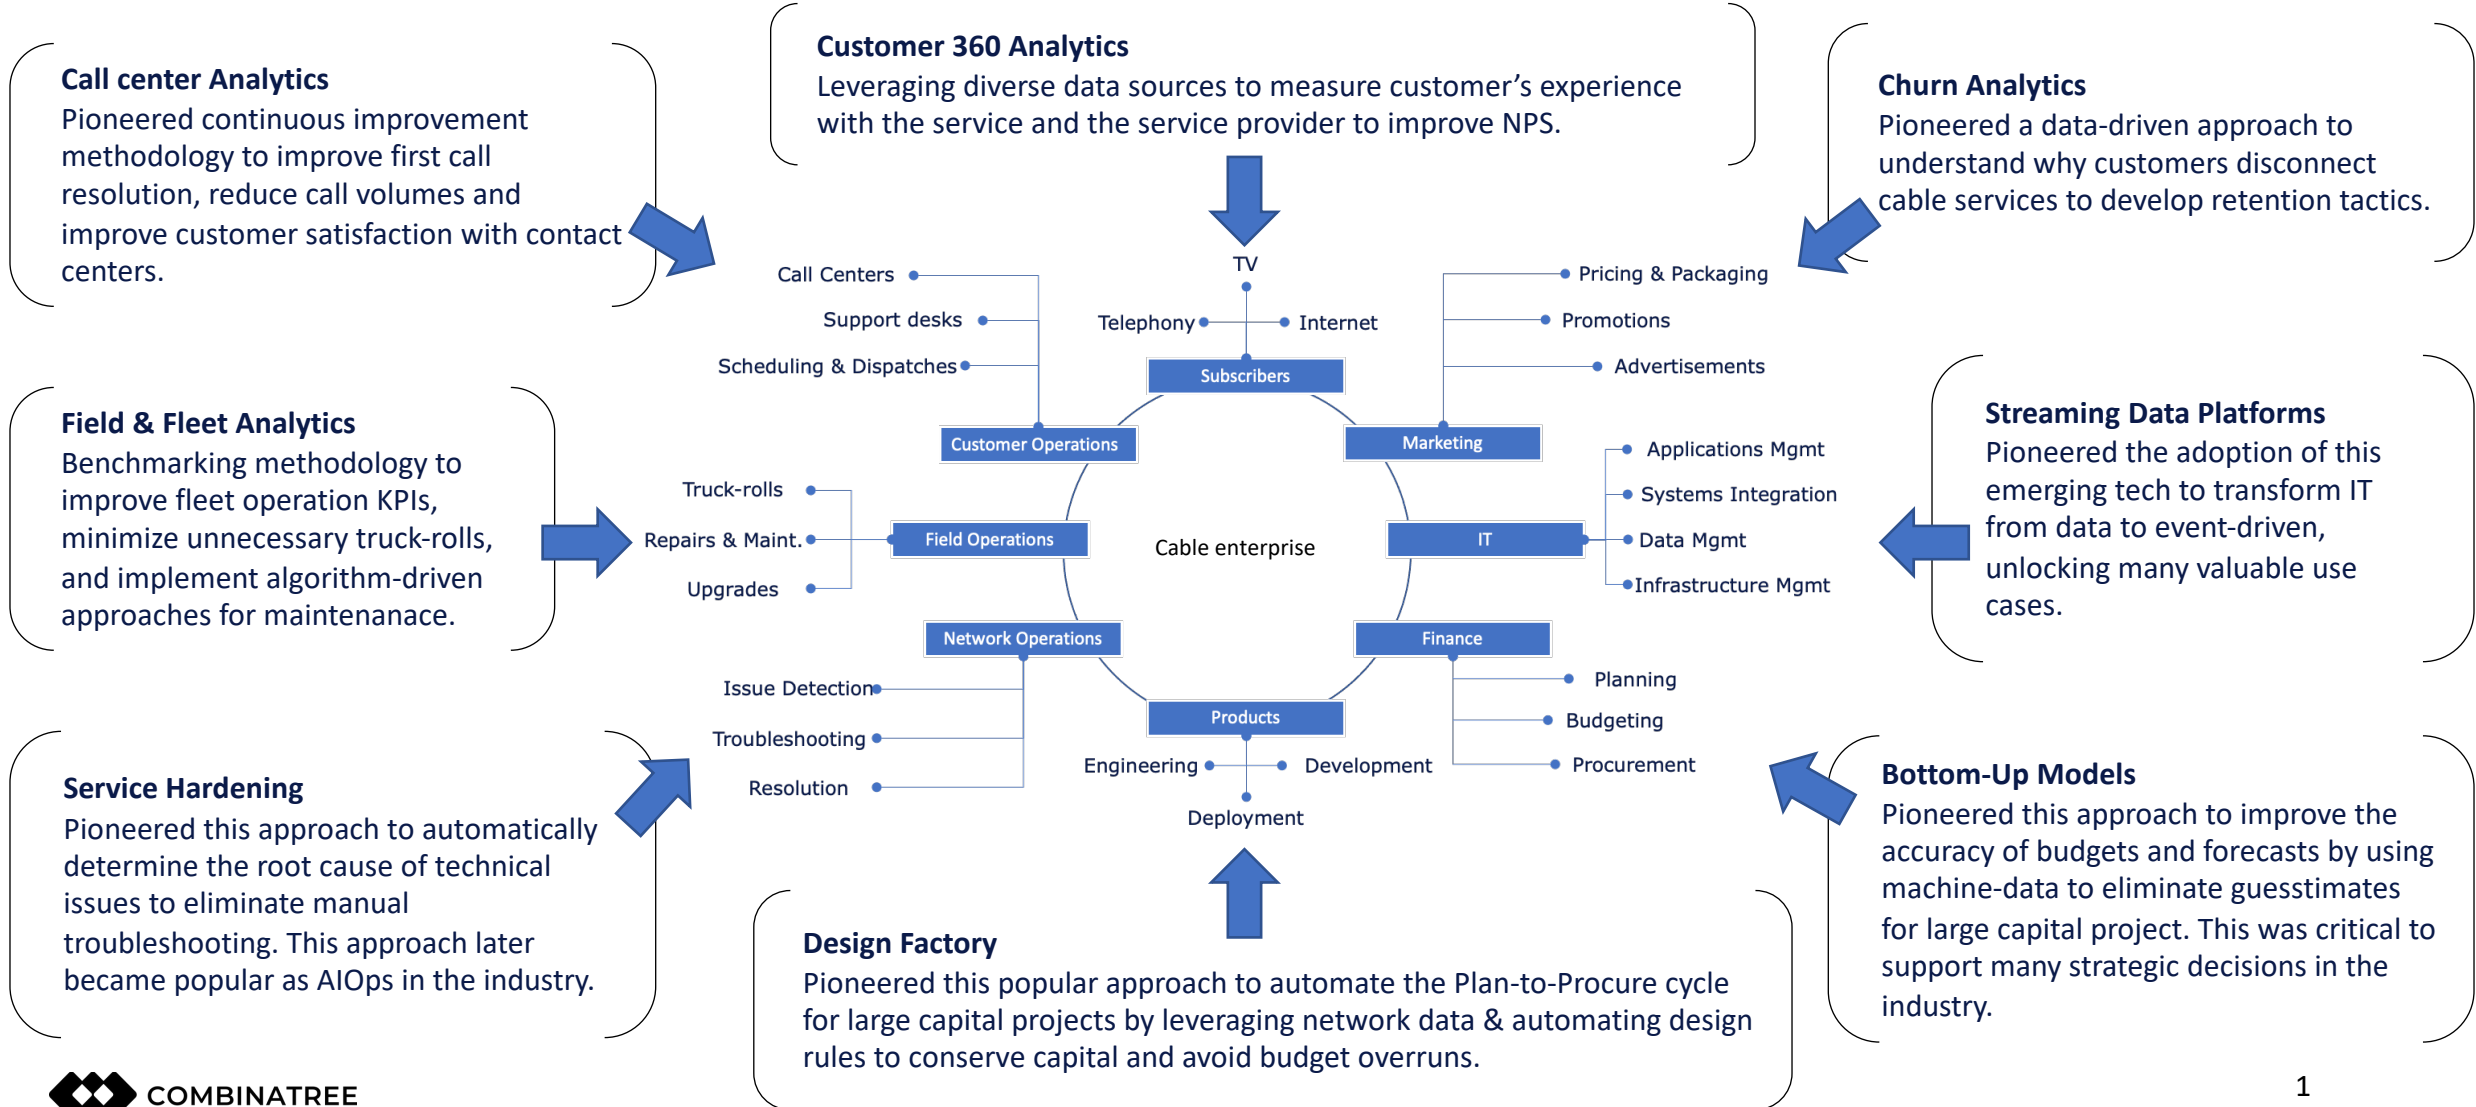 Call center Analytics
Pioneered continuous improvement
methodology to improve first call
resolution, reduce call volumes and
improve customer satisfaction with contact
centers.
Customer 360 Analytics
Leveraging diverse data sources to measure customer’s experience
with the service and the service provider to improve NPS.
Churn Analytics
Pioneered a data-driven approach to
understand why customers disconnect
cable services to develop retention tactics.
Call Centers
Support desks
Scheduling & Dispatches
Customer Operations
TV
Telephony
Internet
Subscribers
Pricing & Packaging
Promotions
Advertisements
Marketing
Field & Fleet Analytics
Benchmarking methodology to
improve fleet operation KPIs,
minimize unnecessary truck-rolls,
and implement algorithm-driven
approaches for maintenanace.
Truck-rolls
Repairs & Maint.
Upgrades
Field Operations
Cable enterprise
IT
Applications Mgmt
Systems Integration
Data Mgmt
Infrastructure Mgmt
Streaming Data Platforms
Pioneered the adoption of this
emerging tech to transform IT
from data to event-driven,
unlocking many valuable use
cases.
Network Operations
Issue Detection
Troubleshooting
Resolution
Products
Engineering
Development
Deployment
Finance
Planning
Budgeting
Procurement
Service Hardening
Pioneered this approach to automatically
determine the root cause of technical
issues to eliminate manual
troubleshooting. This approach later
became popular as AIOps in the industry.
Design Factory
Pioneered this popular approach to automate the Plan-to-Procure cycle
for large capital projects by leveraging network data & automating design
rules to conserve capital and avoid budget overruns.
Bottom-Up Models
Pioneered this approach to improve the
accuracy of budgets and forecasts by using
machine-data to eliminate guesstimates
for large capital project. This was critical to
support many strategic decisions in the
industry.
COMBINATREE
1